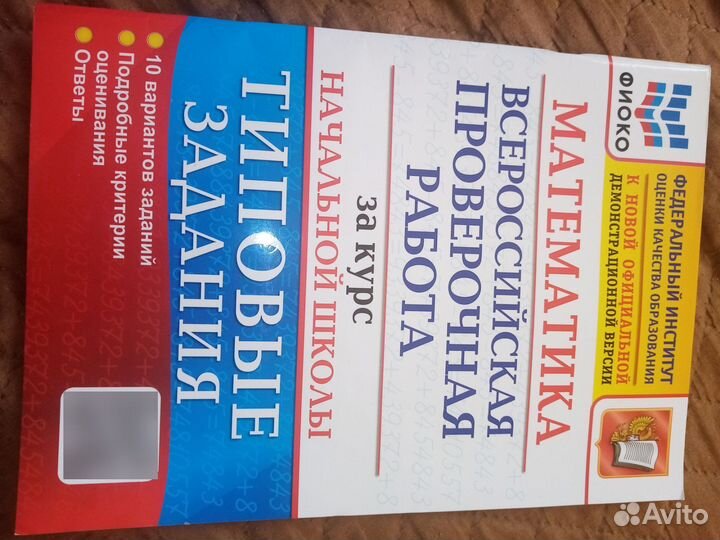 ФИОКО
ФЕДЕРАЛЬНЫЙ ИНСТИТУТ
ОЦЕНКИ КАЧЕСТВА ОБРАЗОВАНИЯ
К НОВОЙ ОФИЦИАЛЬНОЙ
ДЕМОНСТРАЦИОННОЙ ВЕРСИИ
МАТЕМАТИКА
ВСЕРОССИЙСКАЯ
ПРОВЕРОЧНАЯ
РАБОТА
за курс
НАЧАЛЬНОЙ ШКОЛЫ
ТИПОВЫЕ
ЗАДАНИЯ
10 вариантов заданий
Подробные критерии
оценивания
Ответы
Avito